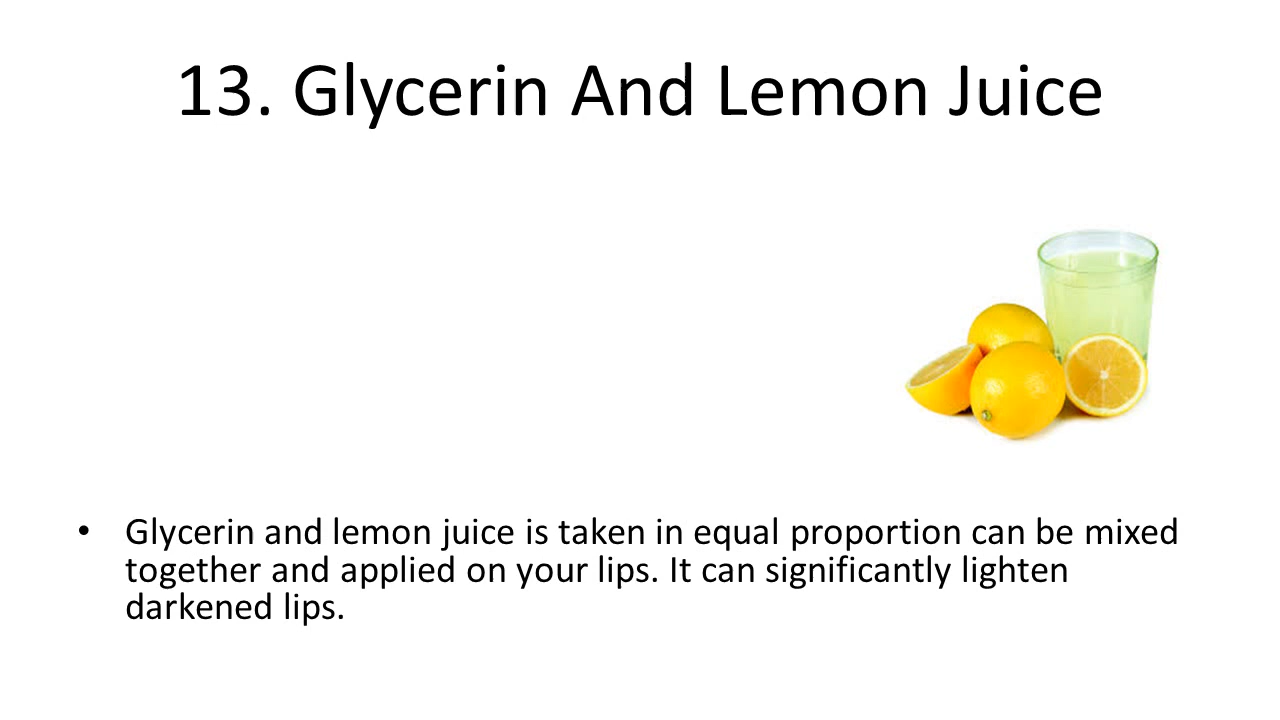 13. Glycerin And Lemon Juice
• Glycerin and lemon juice is taken in equal proportion can be mixed
together and applied on your lips. It can significantly lighten
darkened lips.